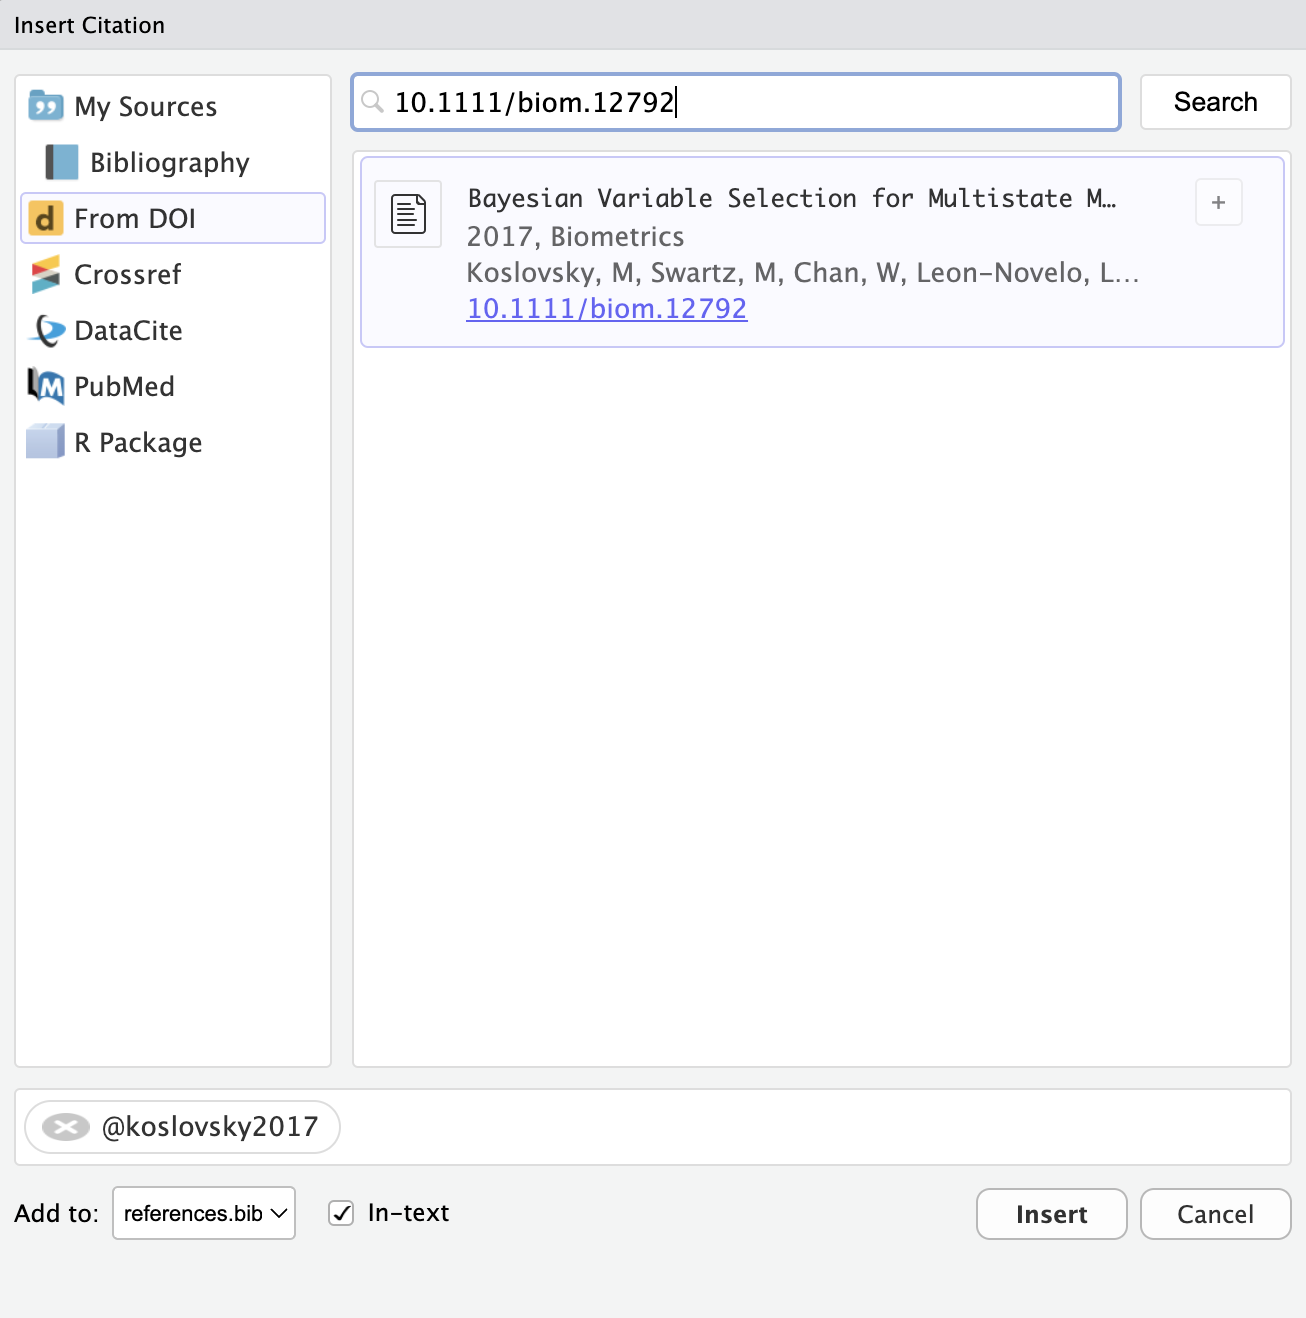 Insert Citation
My Sources
Bibliography
From DOI
Crossref
DataCite
PubMed
R Package
10.1111/biom.12792
Search
Bayesian Variable Selection for Multistate M…
2017, Biometrics
Koslovsky, M, Swartz, M, Chan, W, Leon-Novelo, L…
10.1111/biom.12792
+
@koslovsky2017
Add to:
references.bib
In-text
Insert
Cancel